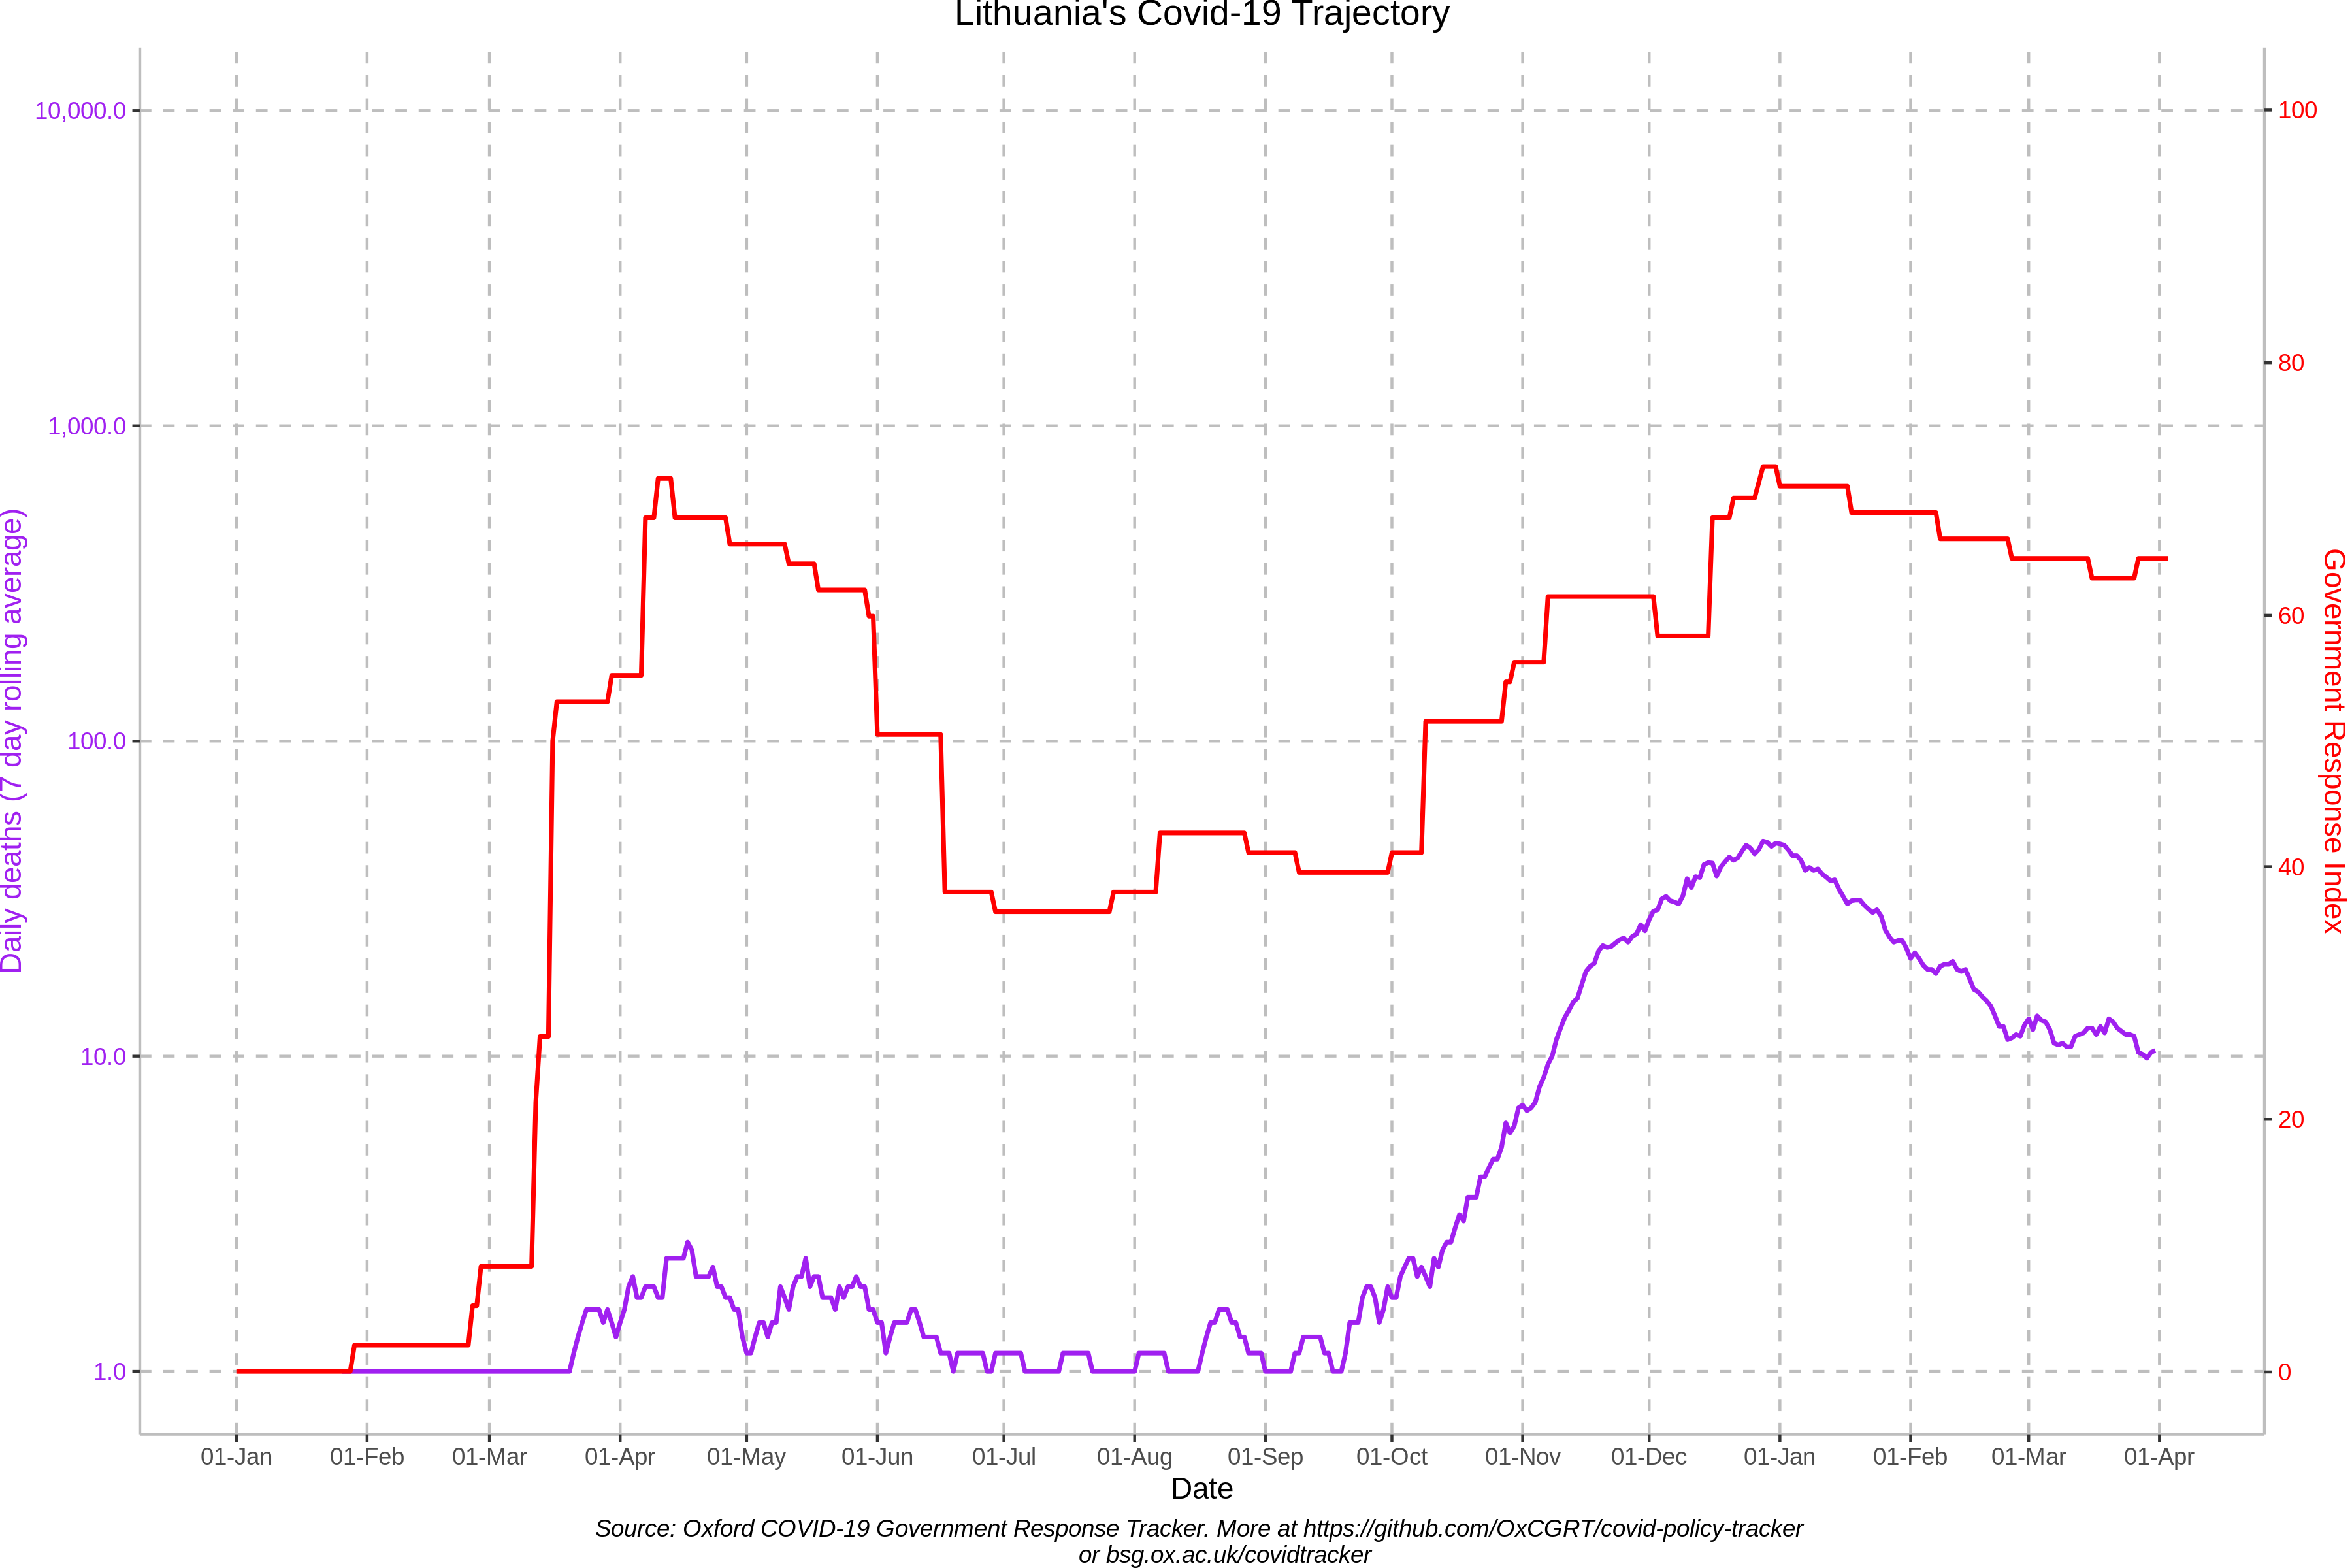 Lithuania's Covid-19 Trajectory
10,000.0
1,000.0
100.0
10.0
1.0
Daily deaths (7 day rolling average)
100
80
60
40
20
0
Government Response Index
01-Jan 01-Feb 01-Mar 01-Apr 01-May 01-Jun 01-Jul 01-Aug 01-Sep 01-Oct 01-Nov 01-Dec 01-Jan 01-Feb 01-Mar 01-Apr
Date
Source: Oxford COVID-19 Government Response Tracker. More at https://github.com/OxCGRT/covid-policy-tracker
or bsg.ox.ac.uk/covidtracker